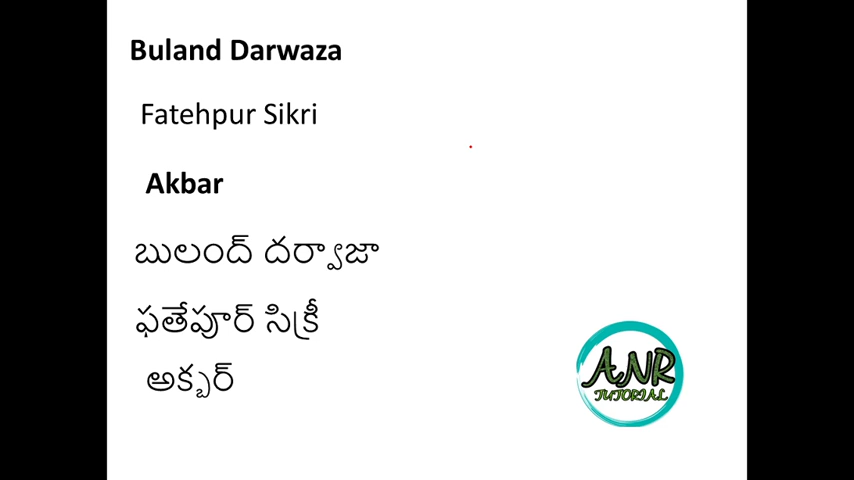 Buland Darwaza
Fatehpur Sikri
Akbar
బులంద్ దర్వాజా
ఫతేపూర్ సిక్రీ
అక్బర్
ANR
TUTORIAL